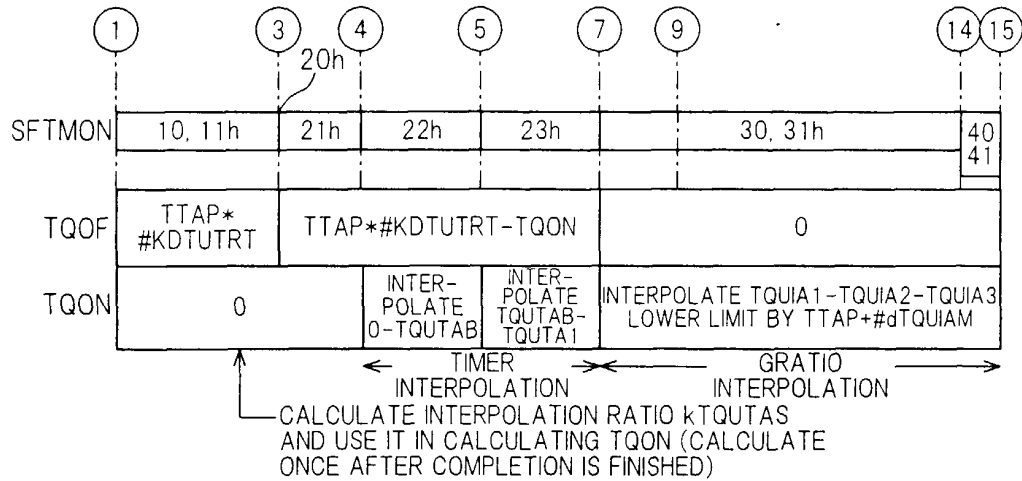 1 3 4 5 7 9 14 15
20h
SFTMON 10, 11h 21h 22h 23h 30, 31h 40
41
TQOF TTAP*
#KDTUTRT TTAP*#KDTUTRT-TQON 0
TQON 0
INTER-
POLATE
0-TQUTAB
INTER-
POLATE
TQUTAB-
TQUTA1
INTERPOLATE TQUIA1-TQUIA2-TQUIA3
LOWER LIMIT BY TTAP+#dTQUIAM
TIMER
INTERPOLATION
GRATIO
INTERPOLATION
CALCULATE INTERPOLATION RATIO kTQUTAS
AND USE IT IN CALCULATING TQON (CALCULATE
ONCE AFTER COMPLETION IS FINISHED)